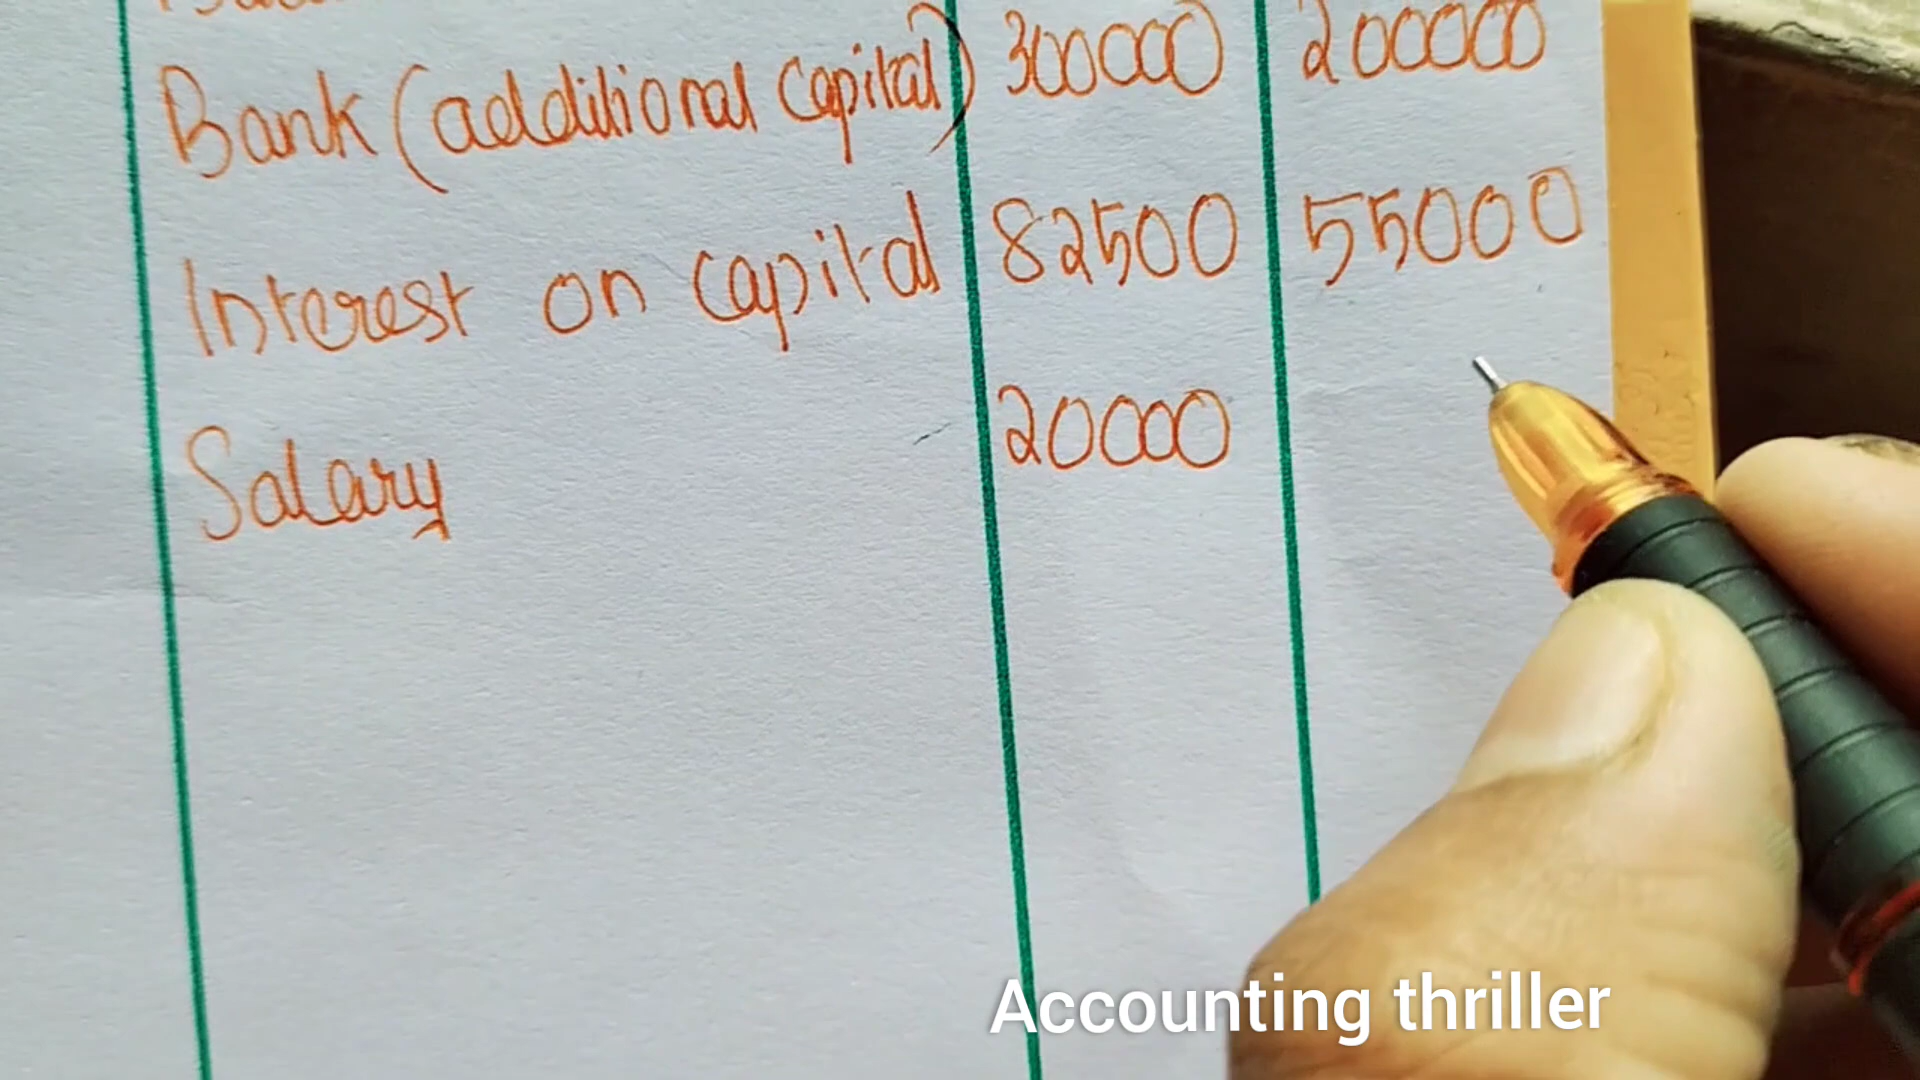 Bank (additional capital) 300000 200000
Interest on capital 82500 55000
Salary 20000
Accounting thriller